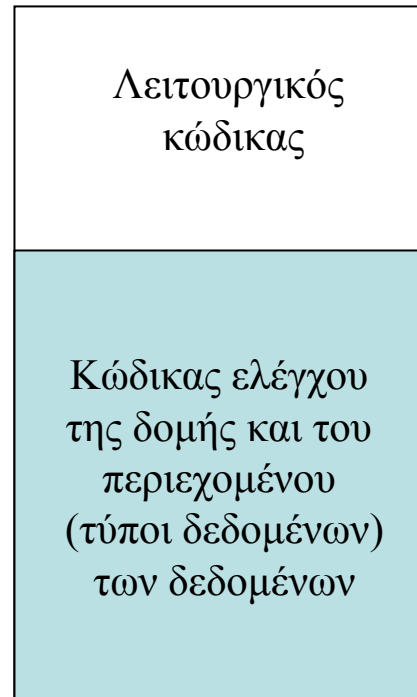 Λειτουργικός
κώδικας
Κώδικας ελέγχου
της δομής και του
περιεχομένου
(τύποι δεδομένων)
των δεδομένων